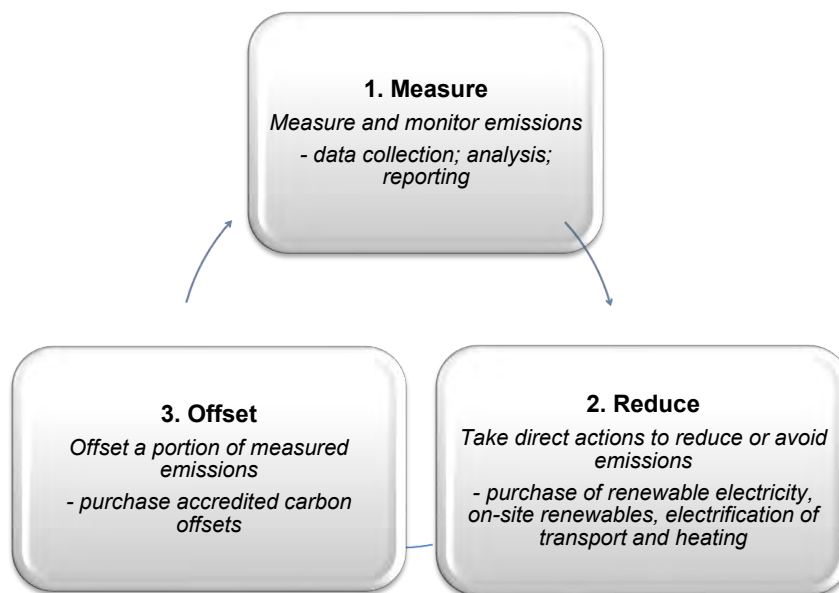 1. Measure
Measure and monitor emissions
- data collection; analysis;
reporting
3. Offset
Offset a portion of measured
emissions
- purchase accredited carbon
offsets
2. Reduce
Take direct actions to reduce or avoid
emissions
- purchase of renewable electricity,
on-site renewables, electrification of
transport and heating